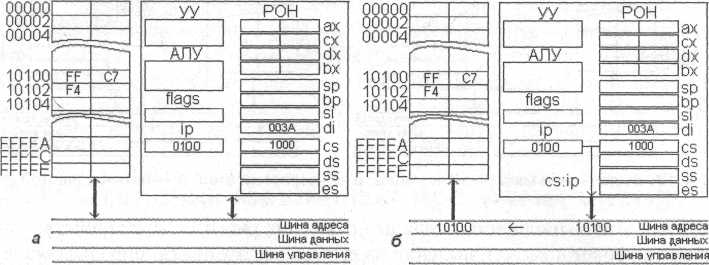 00000
00002
00004
10100 FF C7
10102 F4
10104
FFFFA
FFFFC
FFFFE
УУ РОН
АЛУ
flags
ip
0100
ax
cx
dx
bx
sp
bp
si
003A di
1000 cs
ds
ss
es
а
Шина адреса
Шина данных
Шина управления
00000
00002
00004
10100 FF C7
10102 F4
10104
FFFFA
FFFFC
FFFFE
УУ РОН
АЛУ
flags
ip
0100
ax
cx
dx
bx
sp
bp
si
003A di
1000 cs
ds
ss
es
cs:ip
б
10100 ← 10100 Шина адреса
Шина данных
Шина управления